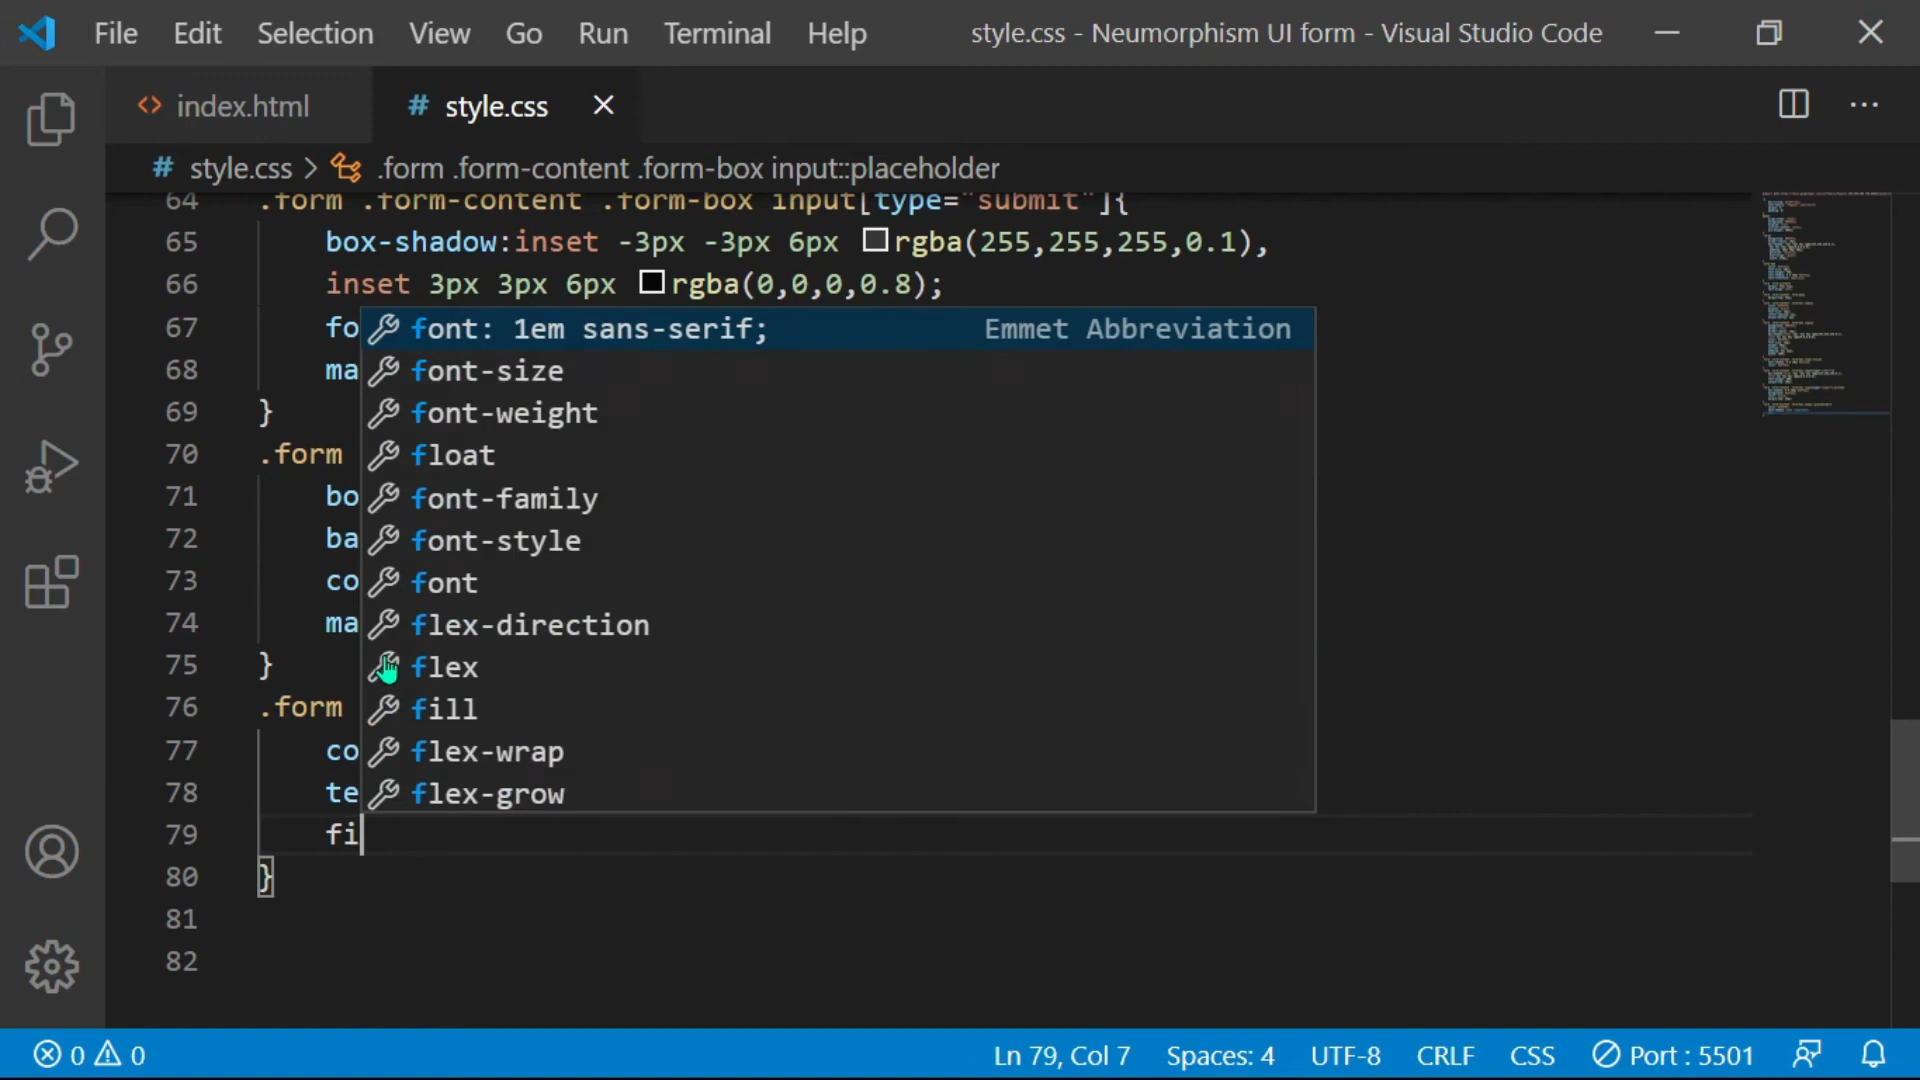 File Edit Selection View Go Run Terminal Help style.css - Neumorphism UI form - Visual Studio Code
<> index.html # style.css
# style.css > .form .form-content .form-box input::placeholder
64 .form .form-content .form-box input[type="submit"]{
65 box-shadow:inset -3px -3px 6px rgba(255,255,255,0.1),
66 inset 3px 3px 6px rgba(0,0,0,0.8);
67 fo font: 1em sans-serif; Emmet Abbreviation
68 ma font-size
69 } font-weight
70 .form float
71 bo font-family
72 ba font-style
73 co font
74 ma flex-direction
75 } flex
76 .form fill
77 co flex-wrap
78 te flex-grow
79 fi
80 }
81
82
0 0 Ln 79, Col 7 Spaces: 4 UTF-8 CRLF CSS Port : 5501